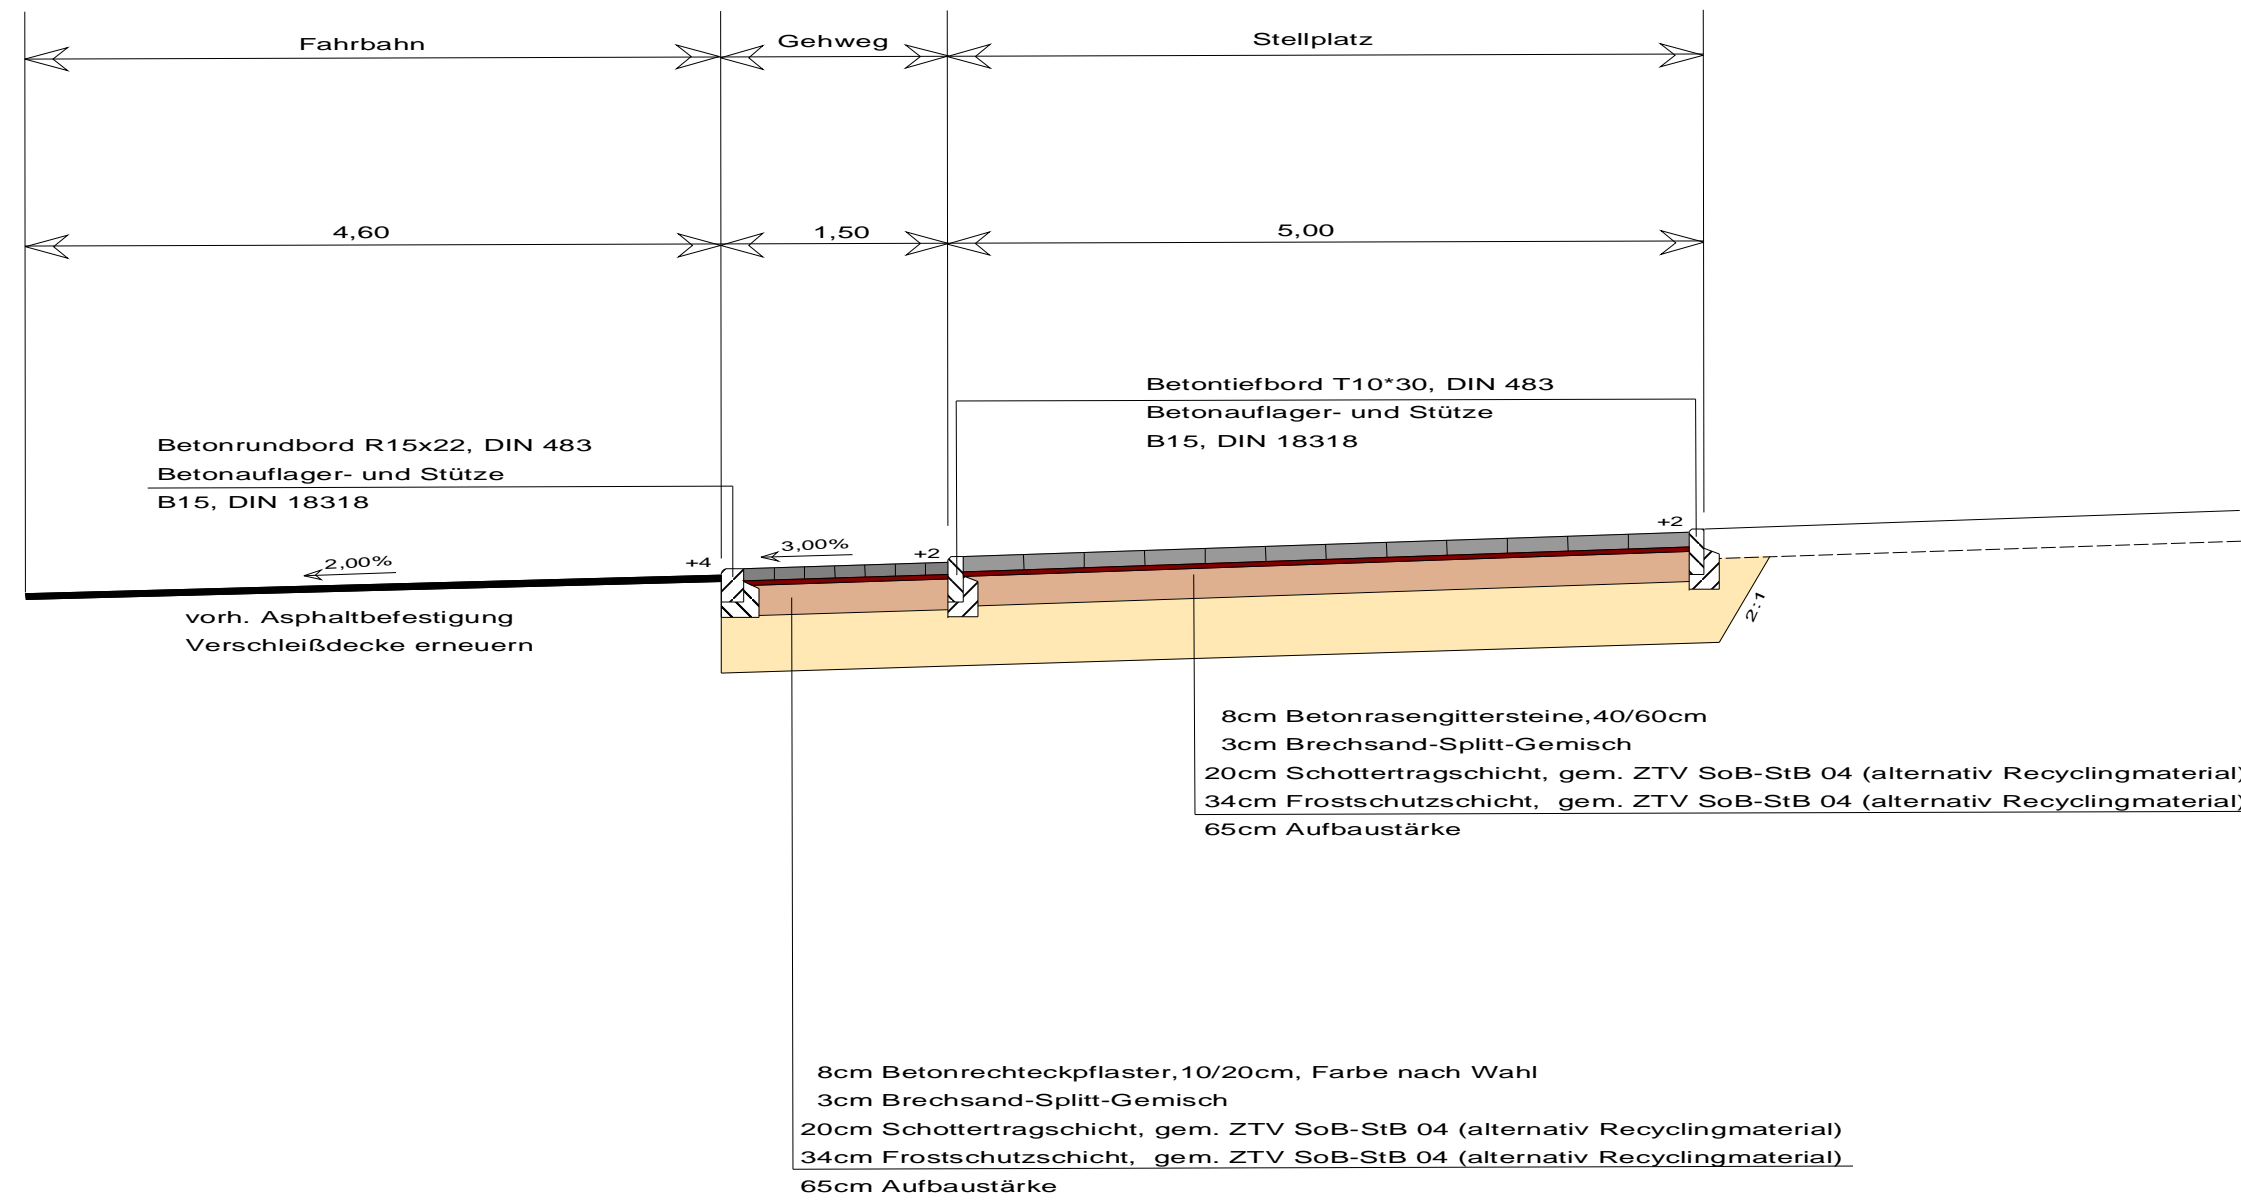 Fahrbahn
Gehweg
Stellplatz
4,60
1,50
5,00
Betontiefbord T10*30, DIN 483
Betonauflager- und Stütze
B15, DIN 18318
Betonrundbord R15x22, DIN 483
Betonauflager- und Stütze
B15, DIN 18318
2,00%
+4
3,00%
+2
+2
vorh. Asphaltbefestigung
Verschleißdecke erneuern
2:1
8cm Betonrasengittersteine,40/60cm
3cm Brechsand-Splitt-Gemisch
20cm Schottertragschicht, gem. ZTV SoB-StB 04 (alternativ Recyclingmaterial)
34cm Frostschutzschicht, gem. ZTV SoB-StB 04 (alternativ Recyclingmaterial)
65cm Aufbaustärke
8cm Betonrechteckpflaster,10/20cm, Farbe nach Wahl
3cm Brechsand-Splitt-Gemisch
20cm Schottertragschicht, gem. ZTV SoB-StB 04 (alternativ Recyclingmaterial)
34cm Frostschutzschicht, gem. ZTV SoB-StB 04 (alternativ Recyclingmaterial)
65cm Aufbaustärke